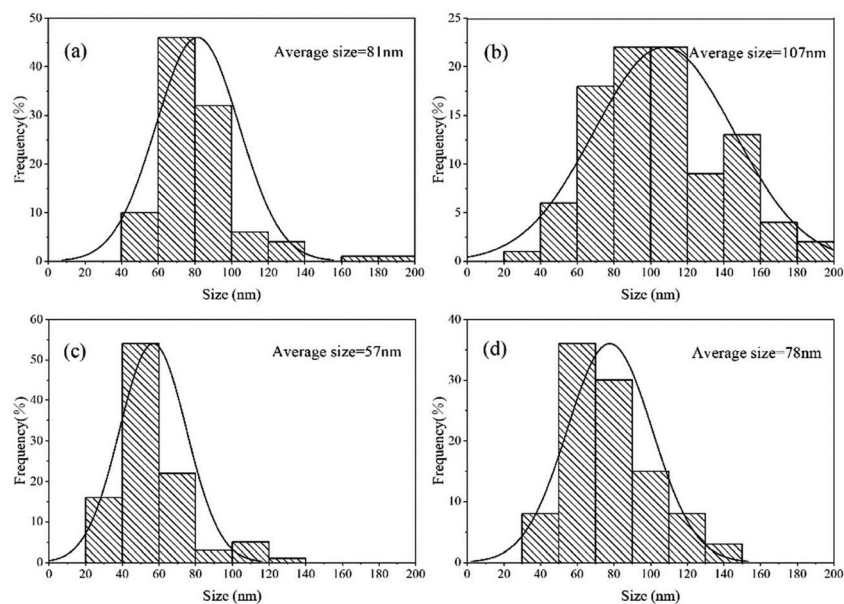 (a)
Average size=81nm
Frequency(%)
50
40
30
20
10
0
0 20 40 60 80 100 120 140 160 180 200
Size (nm)
(b)
Average size=107nm
Frequency(%)
25
20
15
10
5
0
0 20 40 60 80 100 120 140 160 180 200
Size (nm)
(c)
Average size=57nm
Frequency(%)
60
50
40
30
20
10
0
0 20 40 60 80 100 120 140 160 180 200
Size (nm)
(d)
Average size=78nm
Frequency(%)
40
30
20
10
0
0 20 40 60 80 100 120 140 160 180 200
Size (nm)